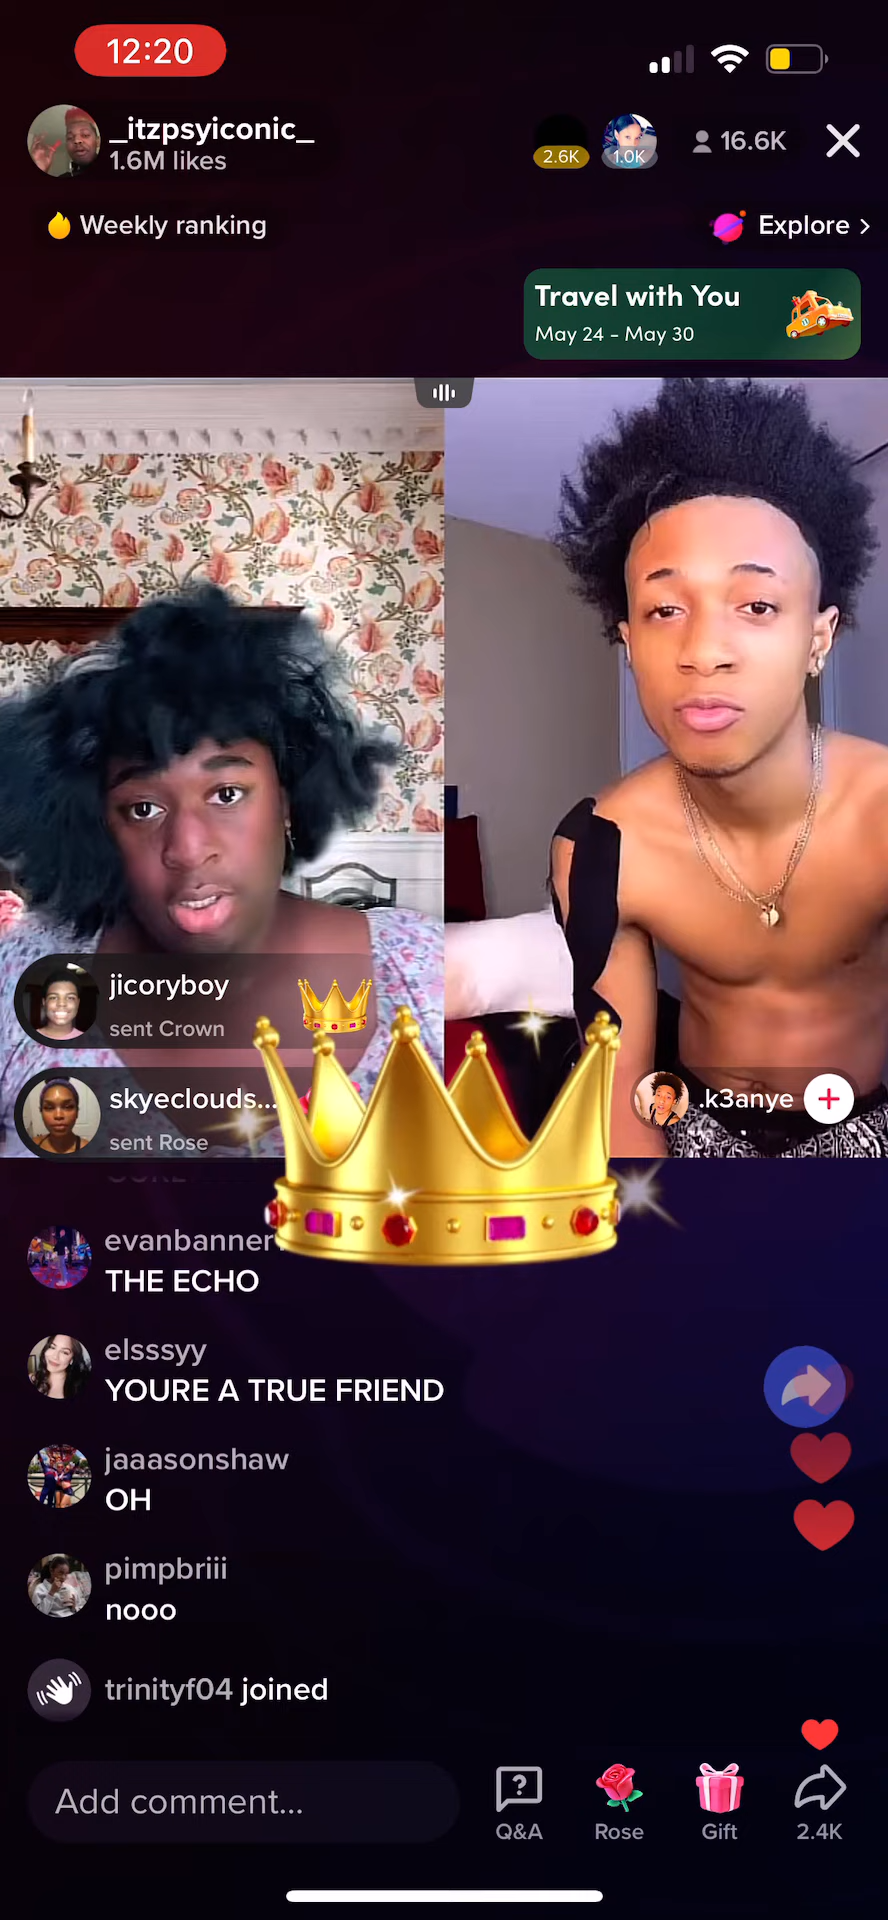 12:20
_itzpsyiconic_
1.6M likes
2.6K
1.0K
16.6K
Weekly ranking
Explore >
Travel with You
May 24 - May 30
jicoryboy
sent Crown
skyeclouds...
sent Rose
.k3anye
evanbanner
THE ECHO
elsssyy
YOURE A TRUE FRIEND
jaaasonshaw
OH
pimpbriii
nooo
trinityf04 joined
Add comment...
Q&A
Rose
Gift
2.4K